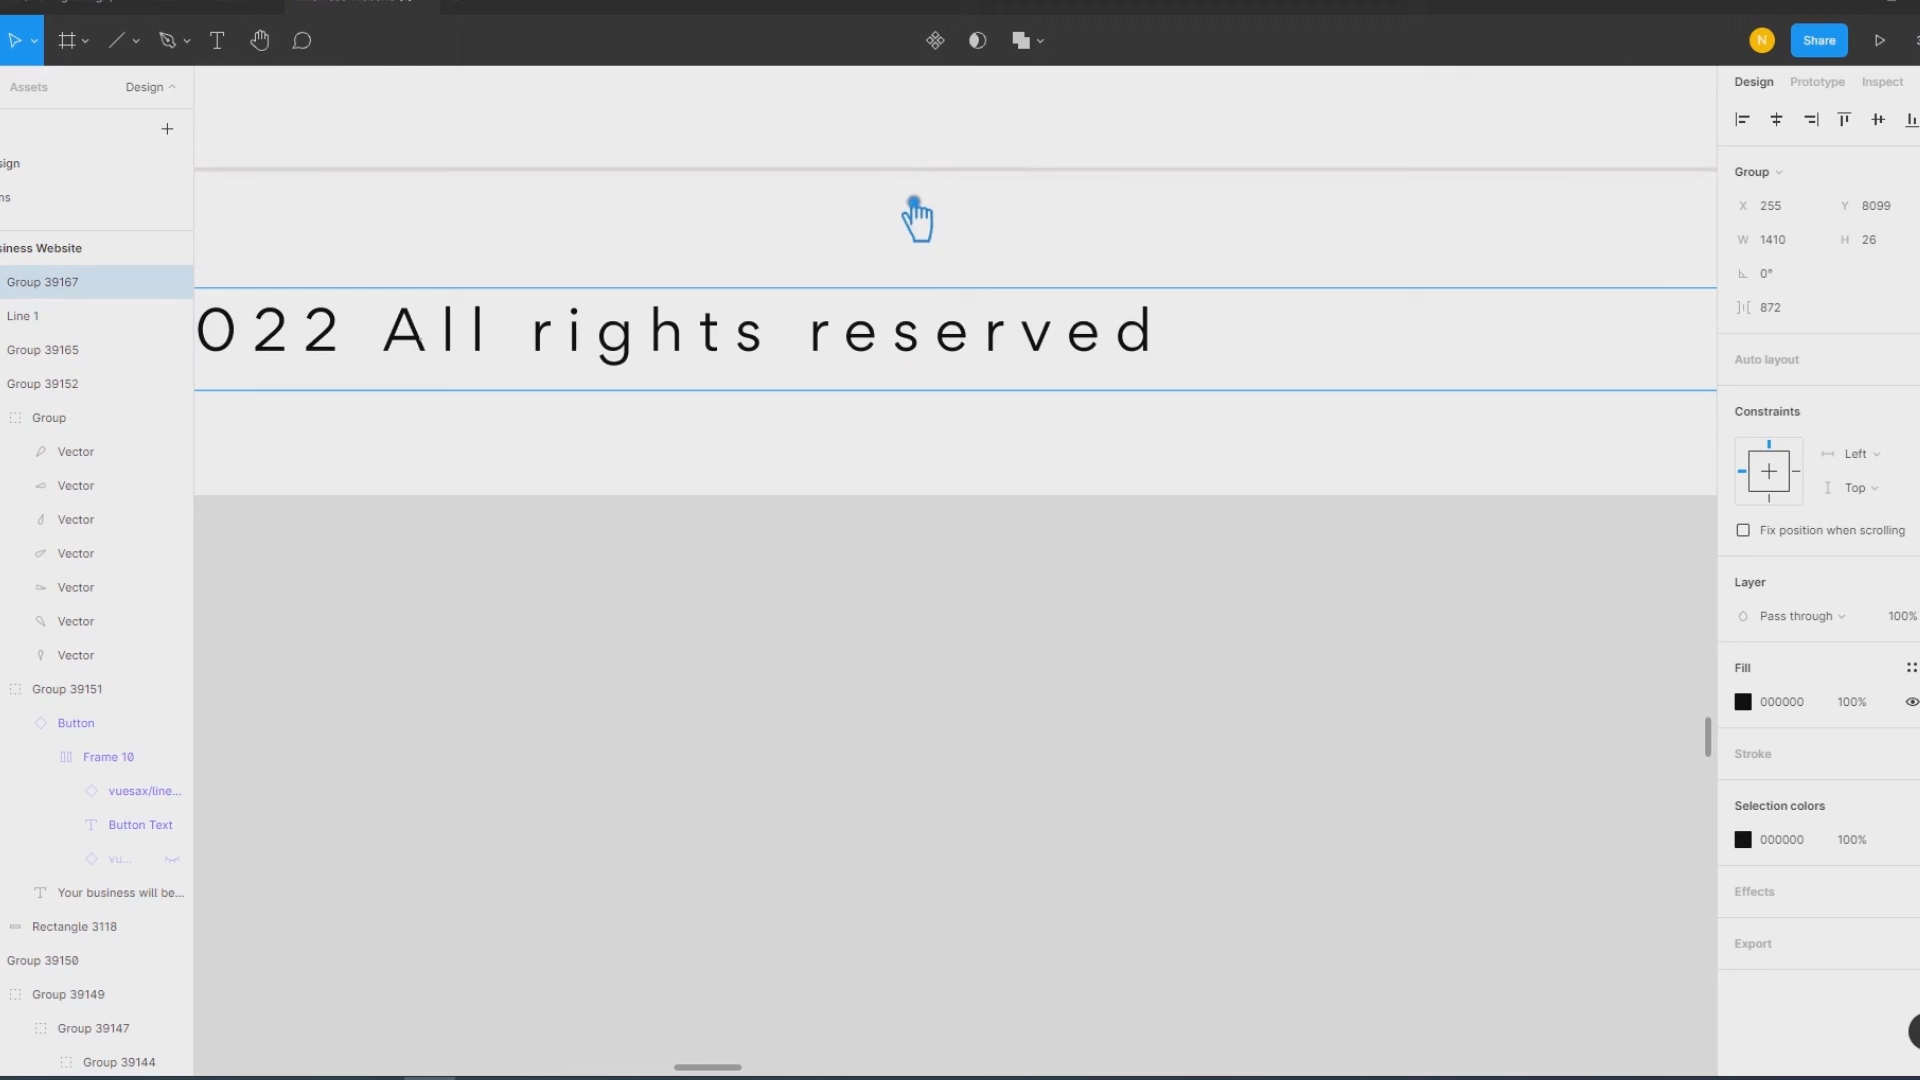 N
Share
Assets
Design
Design
Prototype
Inspect
sign
ns
siness Website
Group 39167
Line 1
Group 39165
Group 39152
Group
Vector
Vector
Vector
Vector
Vector
Vector
Vector
Group 39151
Button
Frame 10
vuesax/line...
Button Text
vu...
Your business will be...
Rectangle 3118
Group 39150
Group 39149
Group 39147
Group 39144
022 All rights reserved
Group
X 255
Y 8099
W 1410
H 26
0°
872
Auto layout
Constraints
Left
Top
Fix position when scrolling
Layer
Pass through
100%
Fill
000000
100%
Stroke
Selection colors
000000
100%
Effects
Export